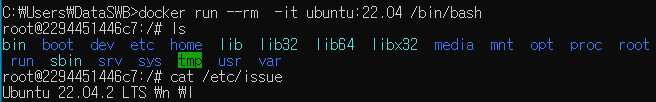 C:₩Users₩DataSWB>docker run --rm  -it ubuntu:22.04 /bin/bash
root@2294451446c7:/# ls
bin  boot  dev  etc  home  lib  lib32  lib64  libx32  media  mnt  opt  proc  root
run  sbin  srv  sys  tmp  usr  var
root@2294451446c7:/# cat /etc/issue
Ubuntu 22.04.2 LTS ₩n ₩l